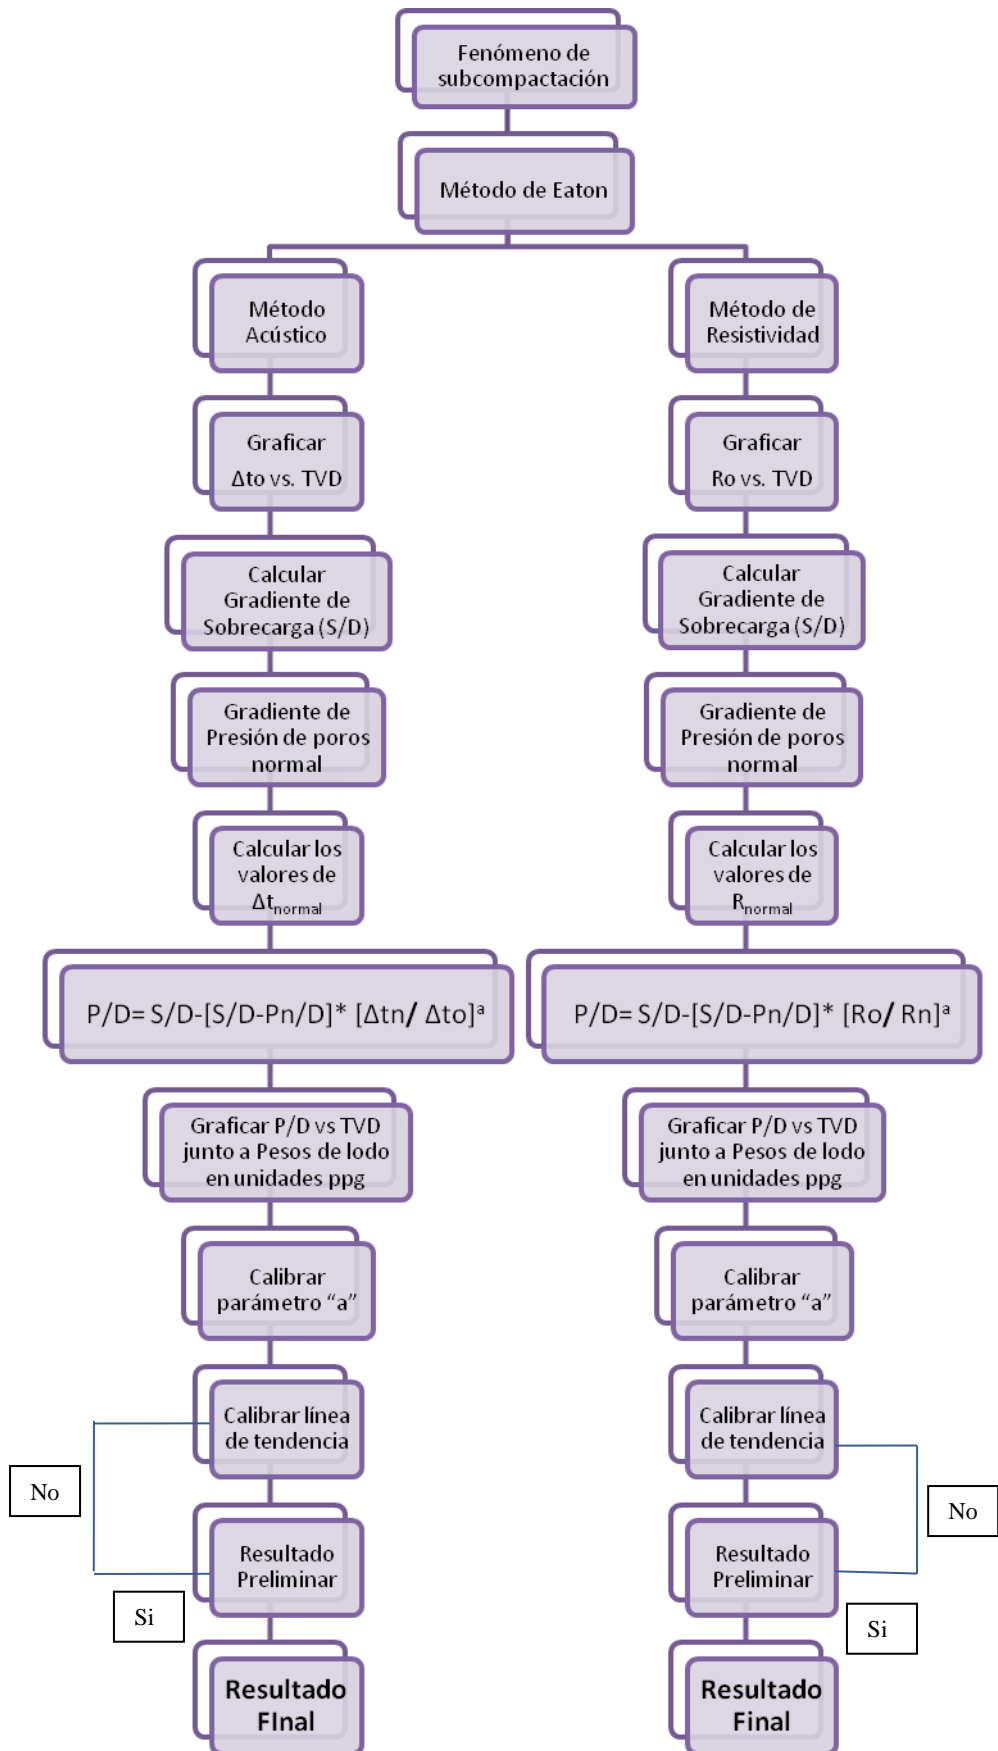 Fenómeno de
subcompactación
Método de Eaton
Método
Acústico
Graficar
Δto vs. TVD
Calcular
Gradiente de
Sobrecarga (S/D)
Gradiente de
Presión de poros
normal
Calcular los
valores de
Δtnormal
P/D= S/D-[S/D-Pn/D]* [Δtn/ Δto]ª
Graficar P/D vs TVD
junto a Pesos de lodo
en unidades ppg
Calibrar
parámetro “a”
Calibrar línea
de tendencia
No
Resultado
Preliminar
Si
Resultado
FInal
Método de
Resistividad
Graficar
Ro vs. TVD
Calcular
Gradiente de
Sobrecarga (S/D)
Gradiente de
Presión de poros
normal
Calcular los
valores de
Rnormal
P/D= S/D-[S/D-Pn/D]* [Ro/ Rn]ª
Graficar P/D vs TVD
junto a Pesos de lodo
en unidades ppg
Calibrar
parámetro “a”
Calibrar línea
de tendencia
No
Resultado
Preliminar
Si
Resultado
Final